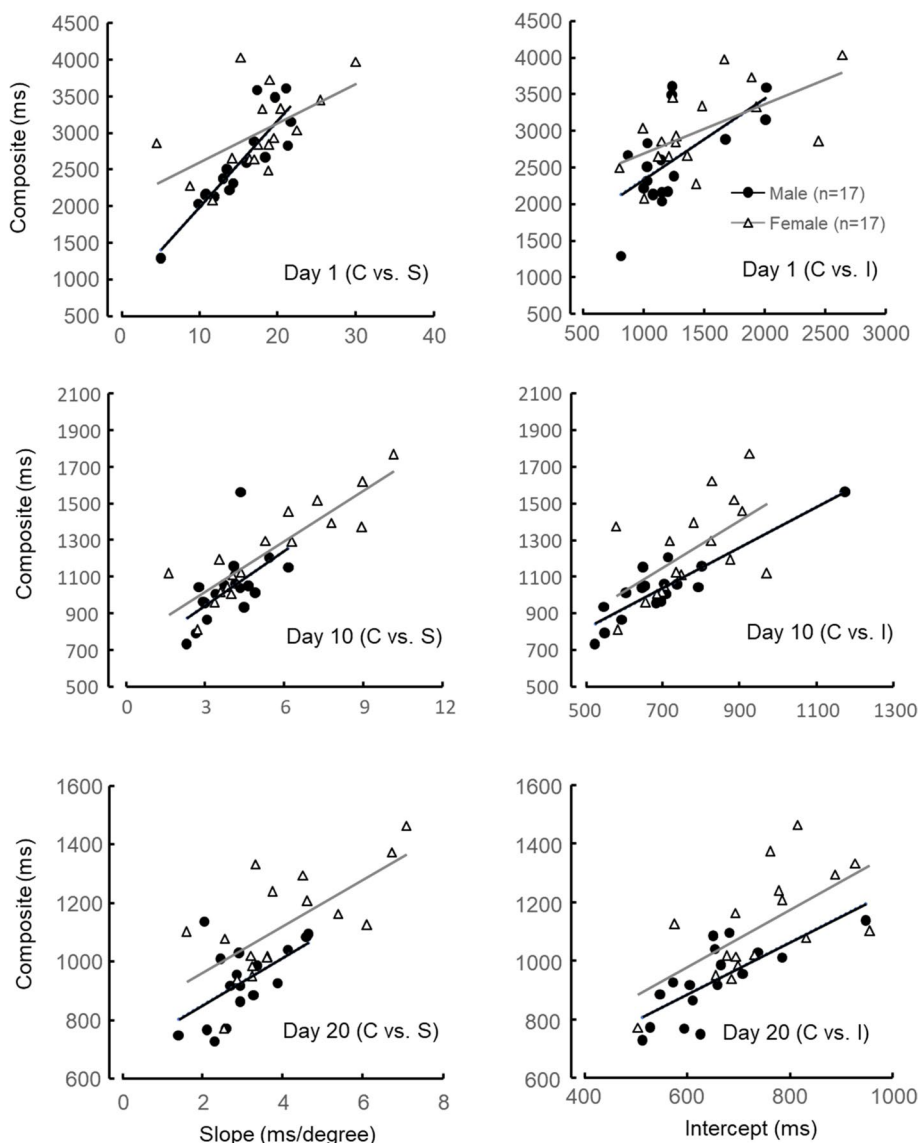 4500
4000
3500
3000
2500
2000
1500
1000
500
Composite (ms)
0 10 20 30 40
Day 1 (C vs. S)
4500
4000
3500
3000
2500
2000
1500
1000
500
500 1000 1500 2000 2500 3000
Male (n=17)
Female (n=17)
Day 1 (C vs. I)
2100
1900
1700
1500
1300
1100
900
700
500
Composite (ms)
0 3 6 9 12
Day 10 (C vs. S)
2100
1900
1700
1500
1300
1100
900
700
500
500 700 900 1100 1300
Day 10 (C vs. I)
1600
1400
1200
1000
800
600
Composite (ms)
0 2 4 6 8
Day 20 (C vs. S)
Slope (ms/degree)
1600
1400
1200
1000
800
600
400 600 800 1000
Day 20 (C vs. I)
Intercept (ms)